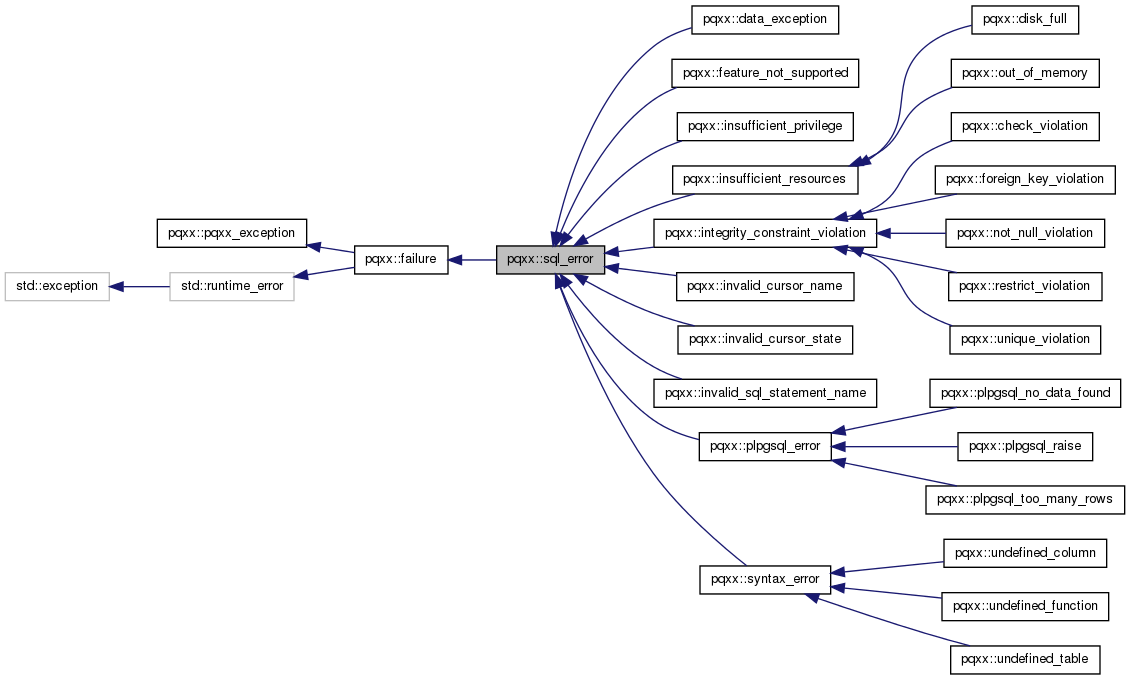 pqxx::data_exception
pqxx::disk_full
pqxx::feature_not_supported
pqxx::out_of_memory
pqxx::insufficient_privilege
pqxx::check_violation
pqxx::insufficient_resources
pqxx::foreign_key_violation
pqxx::pqxx_exception
pqxx::integrity_constraint_violation
pqxx::not_null_violation
pqxx::failure
pqxx::sql_error
std::exception
std::runtime_error
pqxx::invalid_cursor_name
pqxx::restrict_violation
pqxx::invalid_cursor_state
pqxx::unique_violation
pqxx::invalid_sql_statement_name
pqxx::plpgsql_no_data_found
pqxx::plpgsql_error
pqxx::plpgsql_raise
pqxx::plpgsql_too_many_rows
pqxx::undefined_column
pqxx::syntax_error
pqxx::undefined_function
pqxx::undefined_table